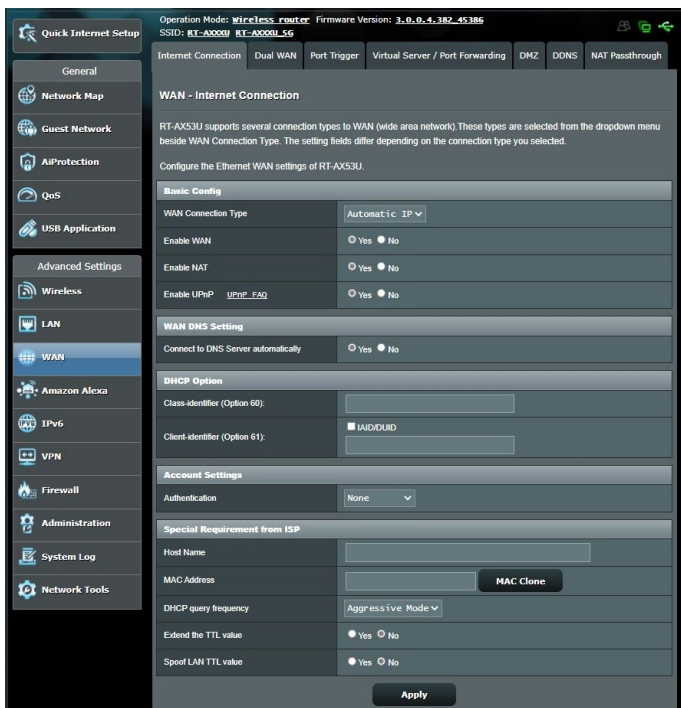 Quick Internet Setup
General
Network Map
Guest Network
AiProtection
QoS
USB Application
Advanced Settings
Wireless
LAN
WAN
Amazon Alexa
IPv6
VPN
Firewall
Administration
System Log
Network Tools
Operation Mode: Wireless router Firmware Version: 3.0.0.4.382_45386
SSID: RT-AXXXU RT-AXXXU_5G
Internet Connection Dual WAN Port Trigger Virtual Server / Port Forwarding DMZ DDNS NAT Passthrough
WAN - Internet Connection
RT-AX53U supports several connection types to WAN (wide area network).These types are selected from the dropdown menu
beside WAN Connection Type. The setting fields differ depending on the connection type you selected.
Configure the Ethernet WAN settings of RT-AX53U.
Basic Config
WAN Connection Type Automatic IP
Enable WAN Yes No
Enable NAT Yes No
Enable UPnP UPnP FAQ Yes No
WAN DNS Setting
Connect to DNS Server automatically Yes No
DHCP Option
Class-identifier (Option 60):
IAID/DUID
Client-identifier (Option 61):
Account Settings
Authentication None
Special Requirement from ISP
Host Name
MAC Address MAC Clone
DHCP query frequency Aggressive Mode
Extend the TTL value Yes No
Spoof LAN TTL value Yes No
Apply